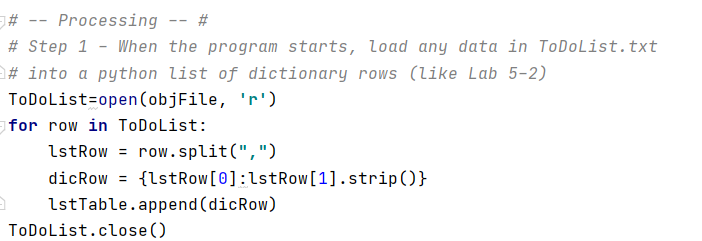 # -- Processing -- #
# Step 1 - When the program starts, load any data in ToDoList.txt
# into a python list of dictionary rows (like Lab 5-2)
ToDoList=open(objFile, 'r')
for row in ToDoList:
    lstRow = row.split(",")
    dicRow = {lstRow[0]:lstRow[1].strip()}
    lstTable.append(dicRow)
ToDoList.close()